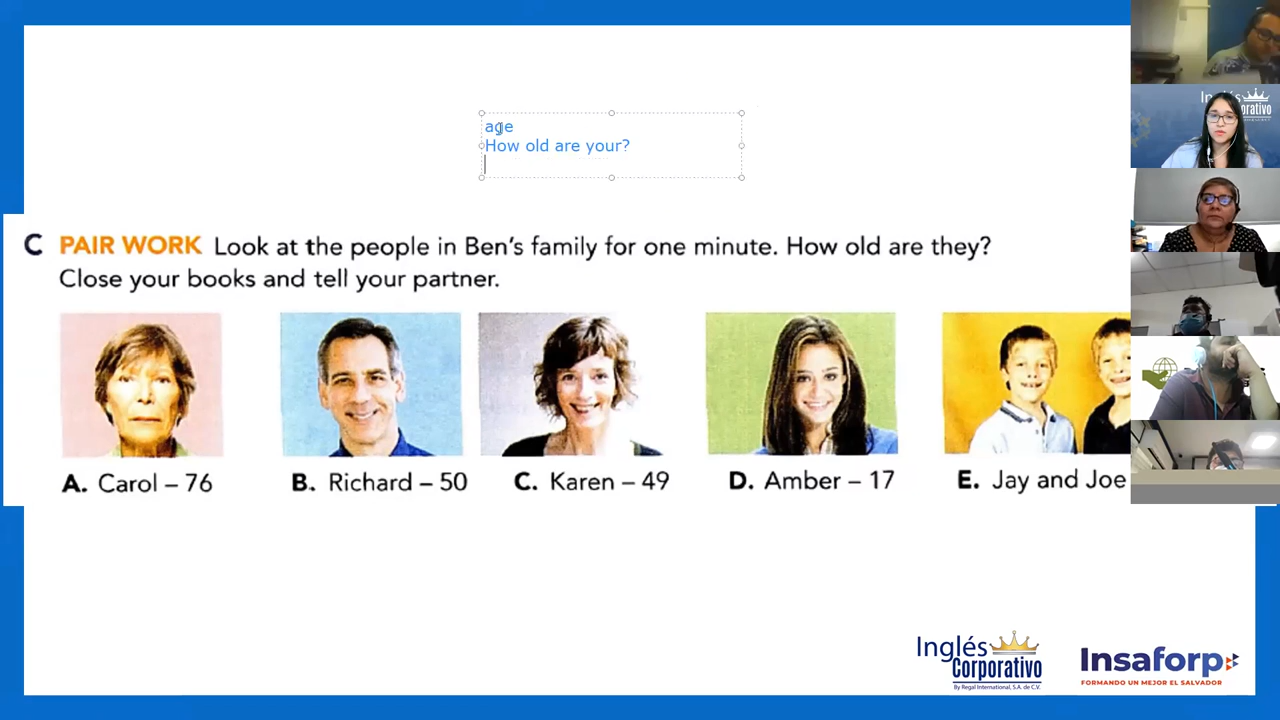 age
How old are your?
C PAIR WORK Look at the people in Ben's family for one minute. How old are they?
Close your books and tell your partner.
A. Carol – 76
B. Richard – 50
C. Karen – 49
D. Amber – 17
E. Jay and Joe
Inglés
Corporativo
By Regal International, S.A. de C.V.
Insaforp
FORMANDO UN MEJOR EL SALVADOR